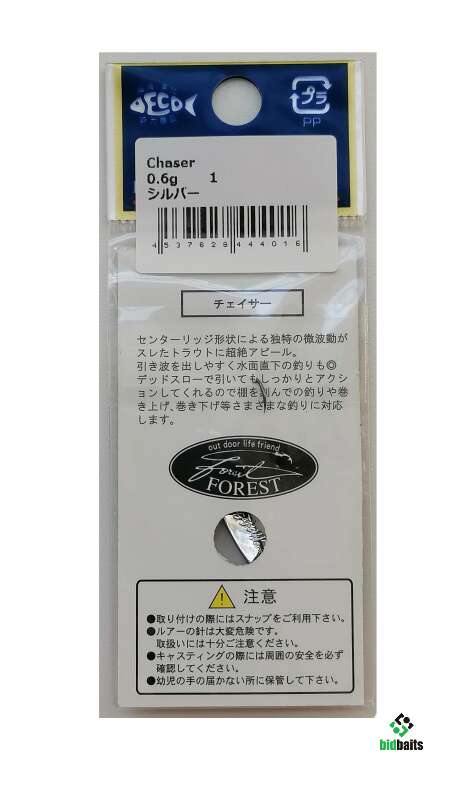 DECO
プラ
PP
Chaser
0.6g 1
シルバー
4 537628 444016
チェイサー
センターリッジ形状による独特の微波動が
スレたトラウトに超絶アピール。
引き波を出しやすく水面直下の釣りも◎
デッドスローで引いてもしっかりとアクシ
ョンしてくれるので棚を刻んでの釣りや巻
き上げ、巻き下げ等さまざまな釣りに対応
します。
out door life friend
Forest
FOREST
注意
●取り付けの際にはスナップをご利用下さい。
●ルアーの針は大変危険です。
取扱いには十分ご注意ください。
●キャスティングの際には周囲の安全を必ず
確認してください。
●幼児の手の届かない所に保管して下さい。
bidbaits